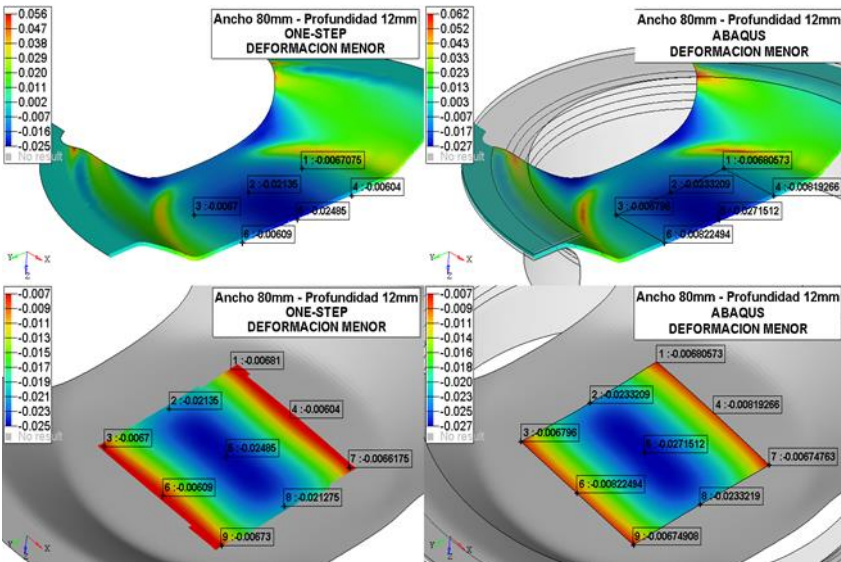 0.056
0.047
0.038
0.029
0.020
0.011
0.002
-0.007
-0.016
-0.025
No result
Ancho 80mm - Profundidad 12mm
ONE-STEP
DEFORMACION MENOR
1 :-0.0067075
2 :-0.02135
3 :-0.0067
4 :-0.00604
:-0.02485
6 :-0.00609
Y
X
Z
0.062
0.052
0.042
0.033
0.023
0.013
0.003
-0.007
-0.017
-0.027
No result
Ancho 80mm - Profundidad 12mm
ABAQUS
DEFORMACION MENOR
1 :-0.00680573
2 :-0.0233209
3 :-0.006796
4 :-0.00819266
:-0.0271512
6 :-0.00822494
Y
X
Z
-0.007
-0.009
-0.011
-0.013
-0.015
-0.017
-0.019
-0.021
-0.023
-0.025
No result
Ancho 80mm - Profundidad 12mm
ONE-STEP
DEFORMACION MENOR
1 :-0.00681
2 :-0.02135
3 :-0.0067
4 :-0.00604
5 :-0.02485
6 :-0.00609
7 :-0.0066175
8 :-0.021275
9 :-0.00673
Y
X
Z
-0.007
-0.009
-0.011
-0.014
-0.016
-0.018
-0.020
-0.023
-0.025
-0.027
No result
Ancho 80mm - Profundidad 12mm
ABAQUS
DEFORMACION MENOR
1 :-0.00680573
2 :-0.0233209
3 :-0.006796
4 :-0.00819266
5 :-0.0271512
6 :-0.00822494
7 :-0.00674763
8 :-0.0233219
9 :-0.00674908
Y
X
Z